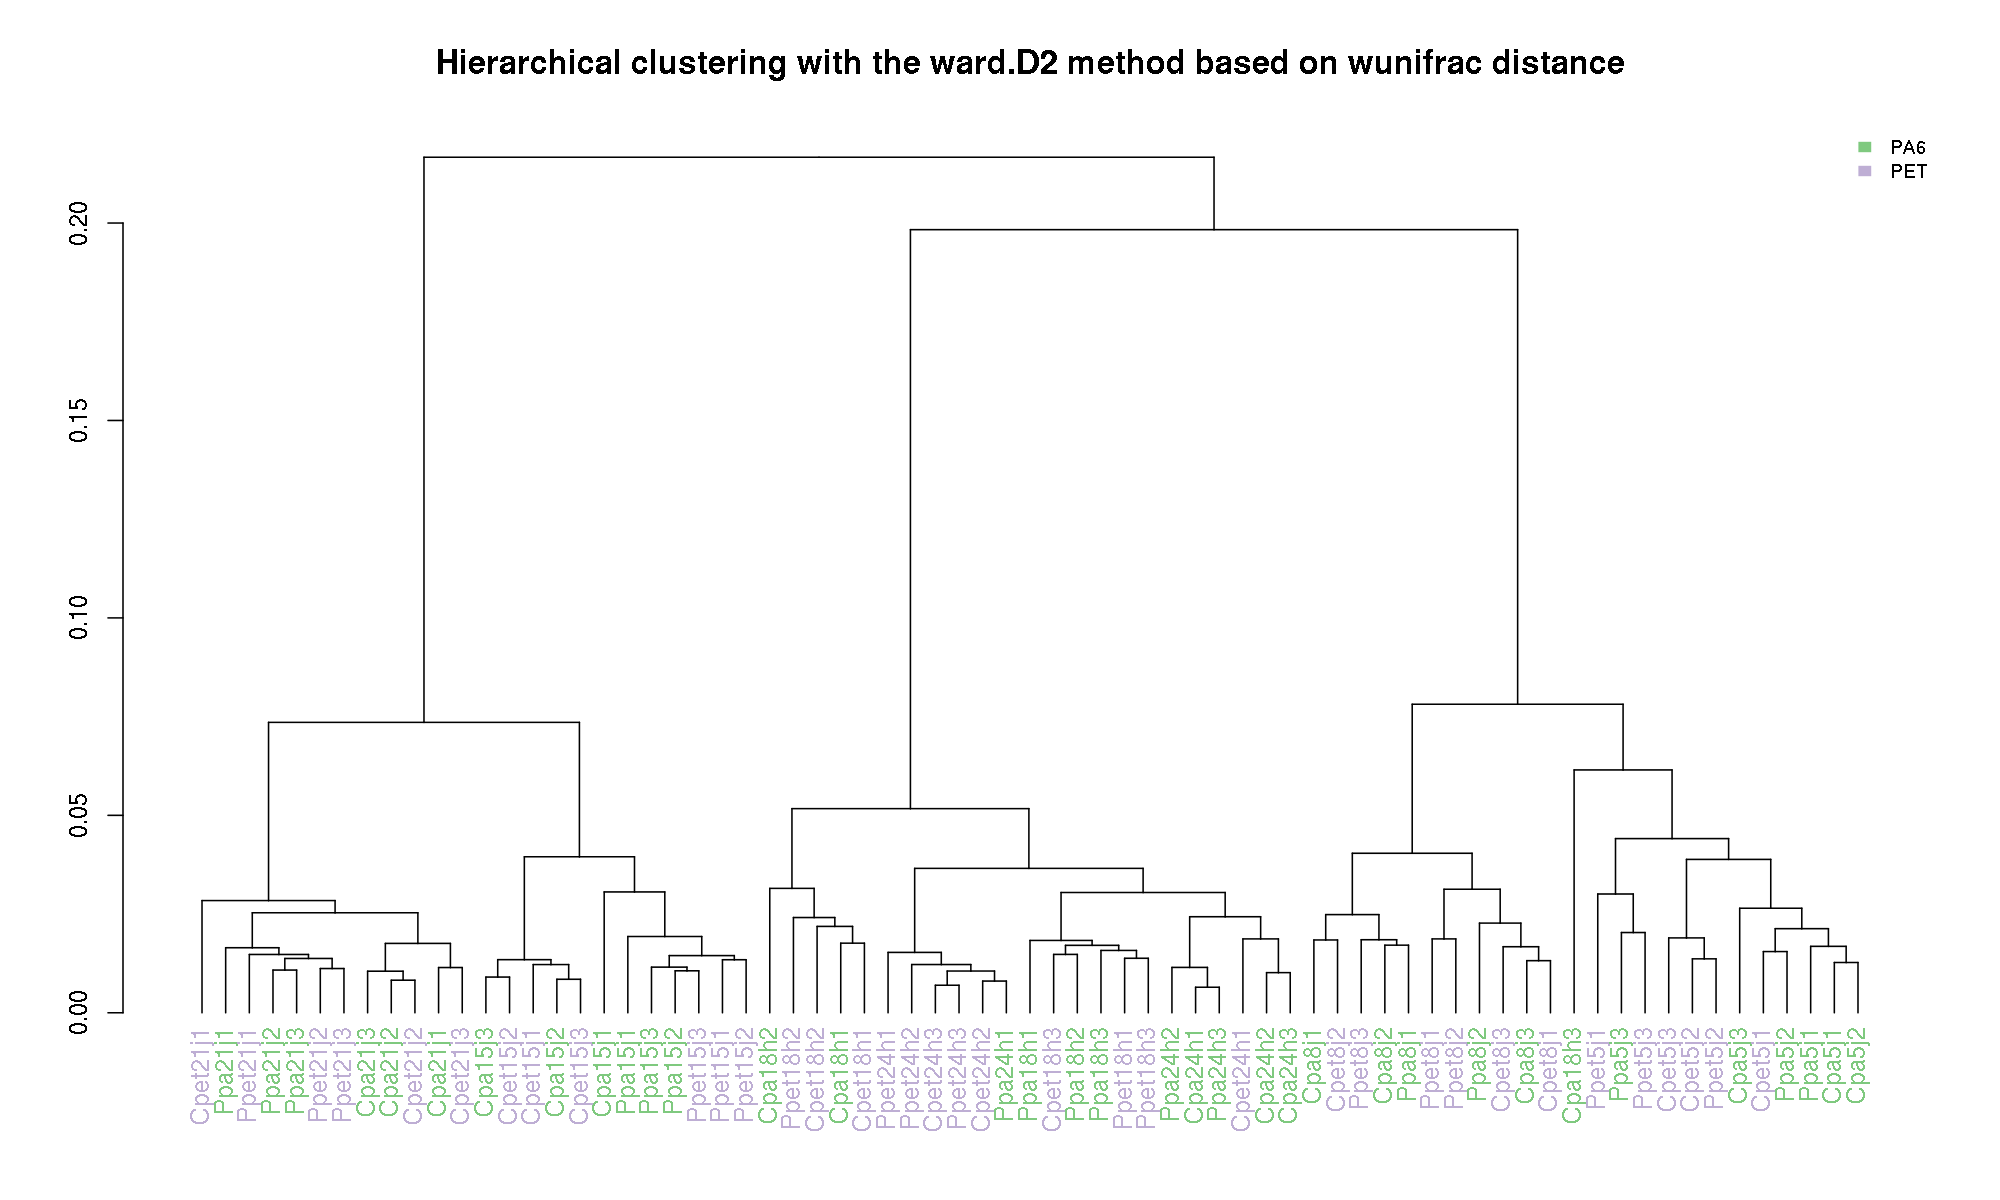 Hierarchical clustering with the ward.D2 method based on wunifrac distance
PA6
PET
0.20
0.15
0.10
0.05
0.00
Cpet21j1
Ppa21j1
Ppet21j1
Ppa21j2
Ppa21j3
Ppet21j2
Ppet21j3
Cpa21j3
Cpa21j2
Cpet21j2
Cpa21j1
Cpet21j3
Cpa15j3
Cpet15j2
Cpet15j1
Cpa15j2
Cpet15j3
Cpa15j1
Ppa15j1
Ppa15j3
Ppa15j2
Ppet15j3
Ppet15j1
Ppet15j2
Cpa18h2
Ppet18h2
Cpet18h2
Cpa18h1
Cpet18h1
Ppet24h1
Ppet24h2
Cpet24h3
Ppet24h3
Cpet24h2
Ppa24h1
Ppa18h1
Cpet18h3
Ppa18h2
Ppa18h3
Ppet18h1
Ppet18h3
Ppa24h2
Cpa24h1
Ppa24h3
Cpet24h1
Cpa24h2
Cpa24h3
Cpa8j1
Cpet8j2
Ppet8j3
Cpa8j2
Ppa8j1
Ppet8j1
Ppet8j2
Ppa8j2
Cpet8j3
Cpa8j3
Cpet8j1
Cpa18h3
Ppet5j1
Ppa5j3
Ppet5j3
Cpet5j3
Cpet5j2
Ppet5j2
Cpa5j3
Cpet5j1
Ppa5j2
Ppa5j1
Cpa5j1
Cpa5j2